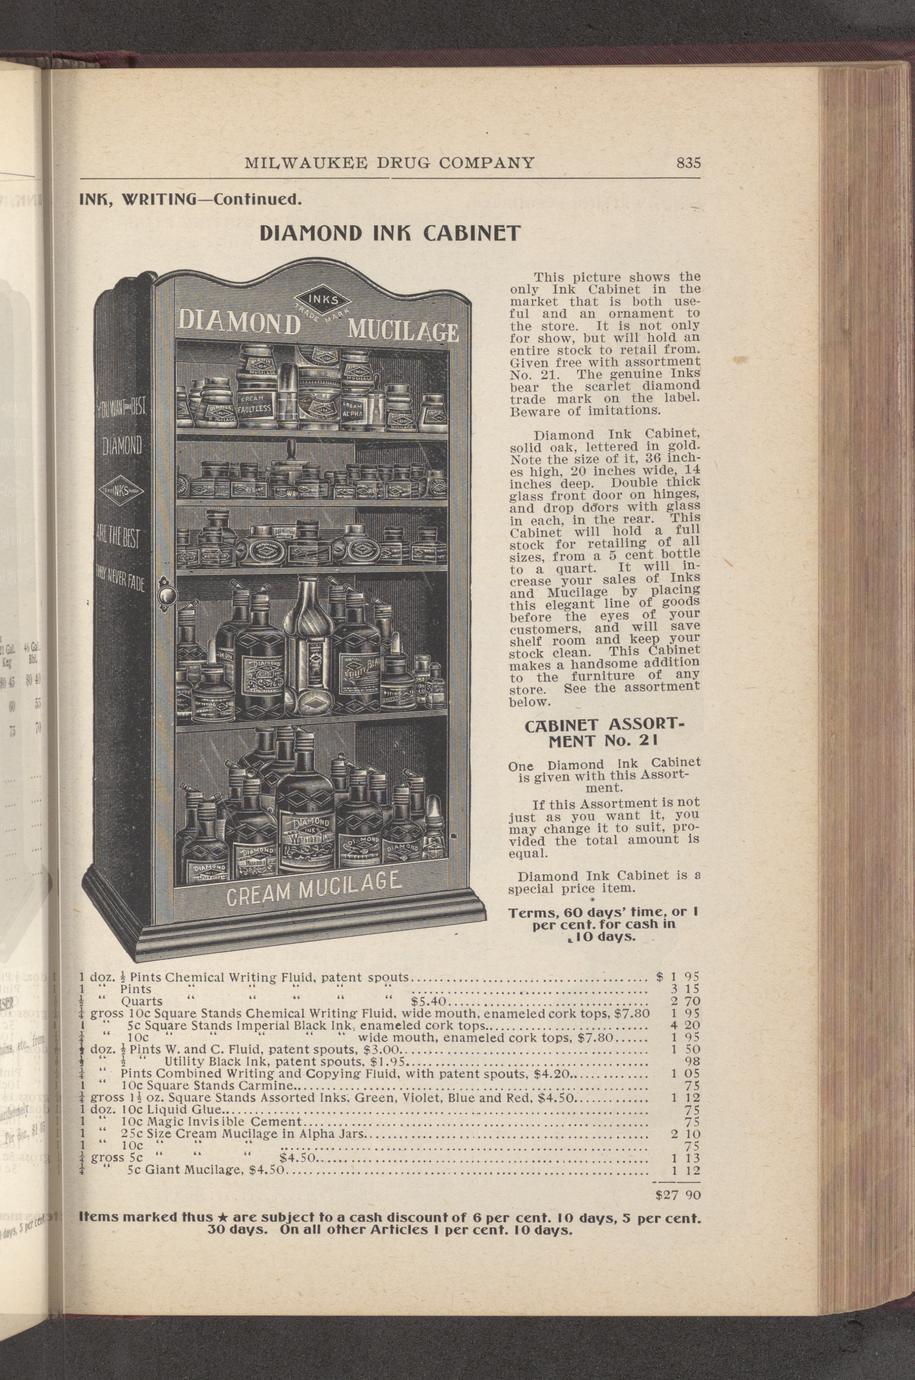 MILWAUKEE DRUG COMPANY 835
INK, WRITING—Continued.
DIAMOND INK CABINET
INKS
TRADE MARK
DIAMOND MUCILAGE
CREAM
FAULTLESS
CREAM
ALPHA
DIAMOND
INKS
ARE THE BEST
THEY NEVER FADE
DIAMOND
DIAMOND
CREAM MUCILAGE
This picture shows the
only Ink Cabinet in the
market that is both use-
ful and an ornament to
the store. It is not only
for show, but will hold an
entire stock to retail from.
Given free with assortment
No. 21. The genuine Inks
bear the scarlet diamond
trade mark on the label.
Beware of imitations.
Diamond Ink Cabinet,
solid oak, lettered in gold.
Note the size of it, 36 inch-
es high, 20 inches wide, 14
inches deep. Double thick
glass front door on hinges,
and drop doors with glass
in each, in the rear. This
Cabinet will hold a full
stock for retailing of all
sizes, from a 5 cent bottle
to a quart. It will in-
crease your sales of Inks
and Mucilage by placing
this elegant line of goods
before the eyes of your
customers, and will save
shelf room and keep your
stock clean. This Cabinet
makes a handsome addition
to the furniture of any
store. See the assortment
below.
CABINET ASSORT-
MENT No. 21
One Diamond Ink Cabinet
is given with this Assort-
ment.
If this Assortment is not
just as you want it, you
may change it to suit, pro-
vided the total amount is
equal.
Diamond Ink Cabinet is a
special price item.
Terms, 60 days' time, or 1
per cent. for cash in
10 days.
1 doz. ½ Pints Chemical Writing Fluid, patent spouts.......... $ 1 95
1 " Pints " " " " .......... 3 15
½ " Quarts " " " " $5.40.......... 2 70
¼ gross 10c Square Stands Chemical Writing Fluid, wide mouth, enameled cork tops, $7.80 1 95
1 " 5c Square Stands Imperial Black Ink, enameled cork tops.......... 4 20
¼ " 10c " " " " " wide mouth, enameled cork tops, $7.80...... 1 95
½ doz. ½ Pints W. and C. Fluid, patent spouts, $3.00.......... 1 50
½ " ½ " Utility Black Ink, patent spouts, $1.95.......... 98
¼ " Pints Combined Writing and Copying Fluid, with patent spouts, $4.20.......... 1 05
1 " 10c Square Stands Carmine.......... 75
¼ gross 1½ oz. Square Stands Assorted Inks, Green, Violet, Blue and Red, $4.50.......... 1 12
1 doz. 10c Liquid Glue.......... 75
1 " 10c Magic Invisible Cement.......... 75
1 " 25c Size Cream Mucilage in Alpha Jars.......... 2 10
1 " 10c " " " .......... 75
¼ gross 5c " " " $4.50.......... 1 13
¼ " 5c Giant Mucilage, $4.50.......... 1 12
$27 90
Items marked thus ★ are subject to a cash discount of 6 per cent. 10 days, 5 per cent.
30 days. On all other Articles 1 per cent. 10 days.